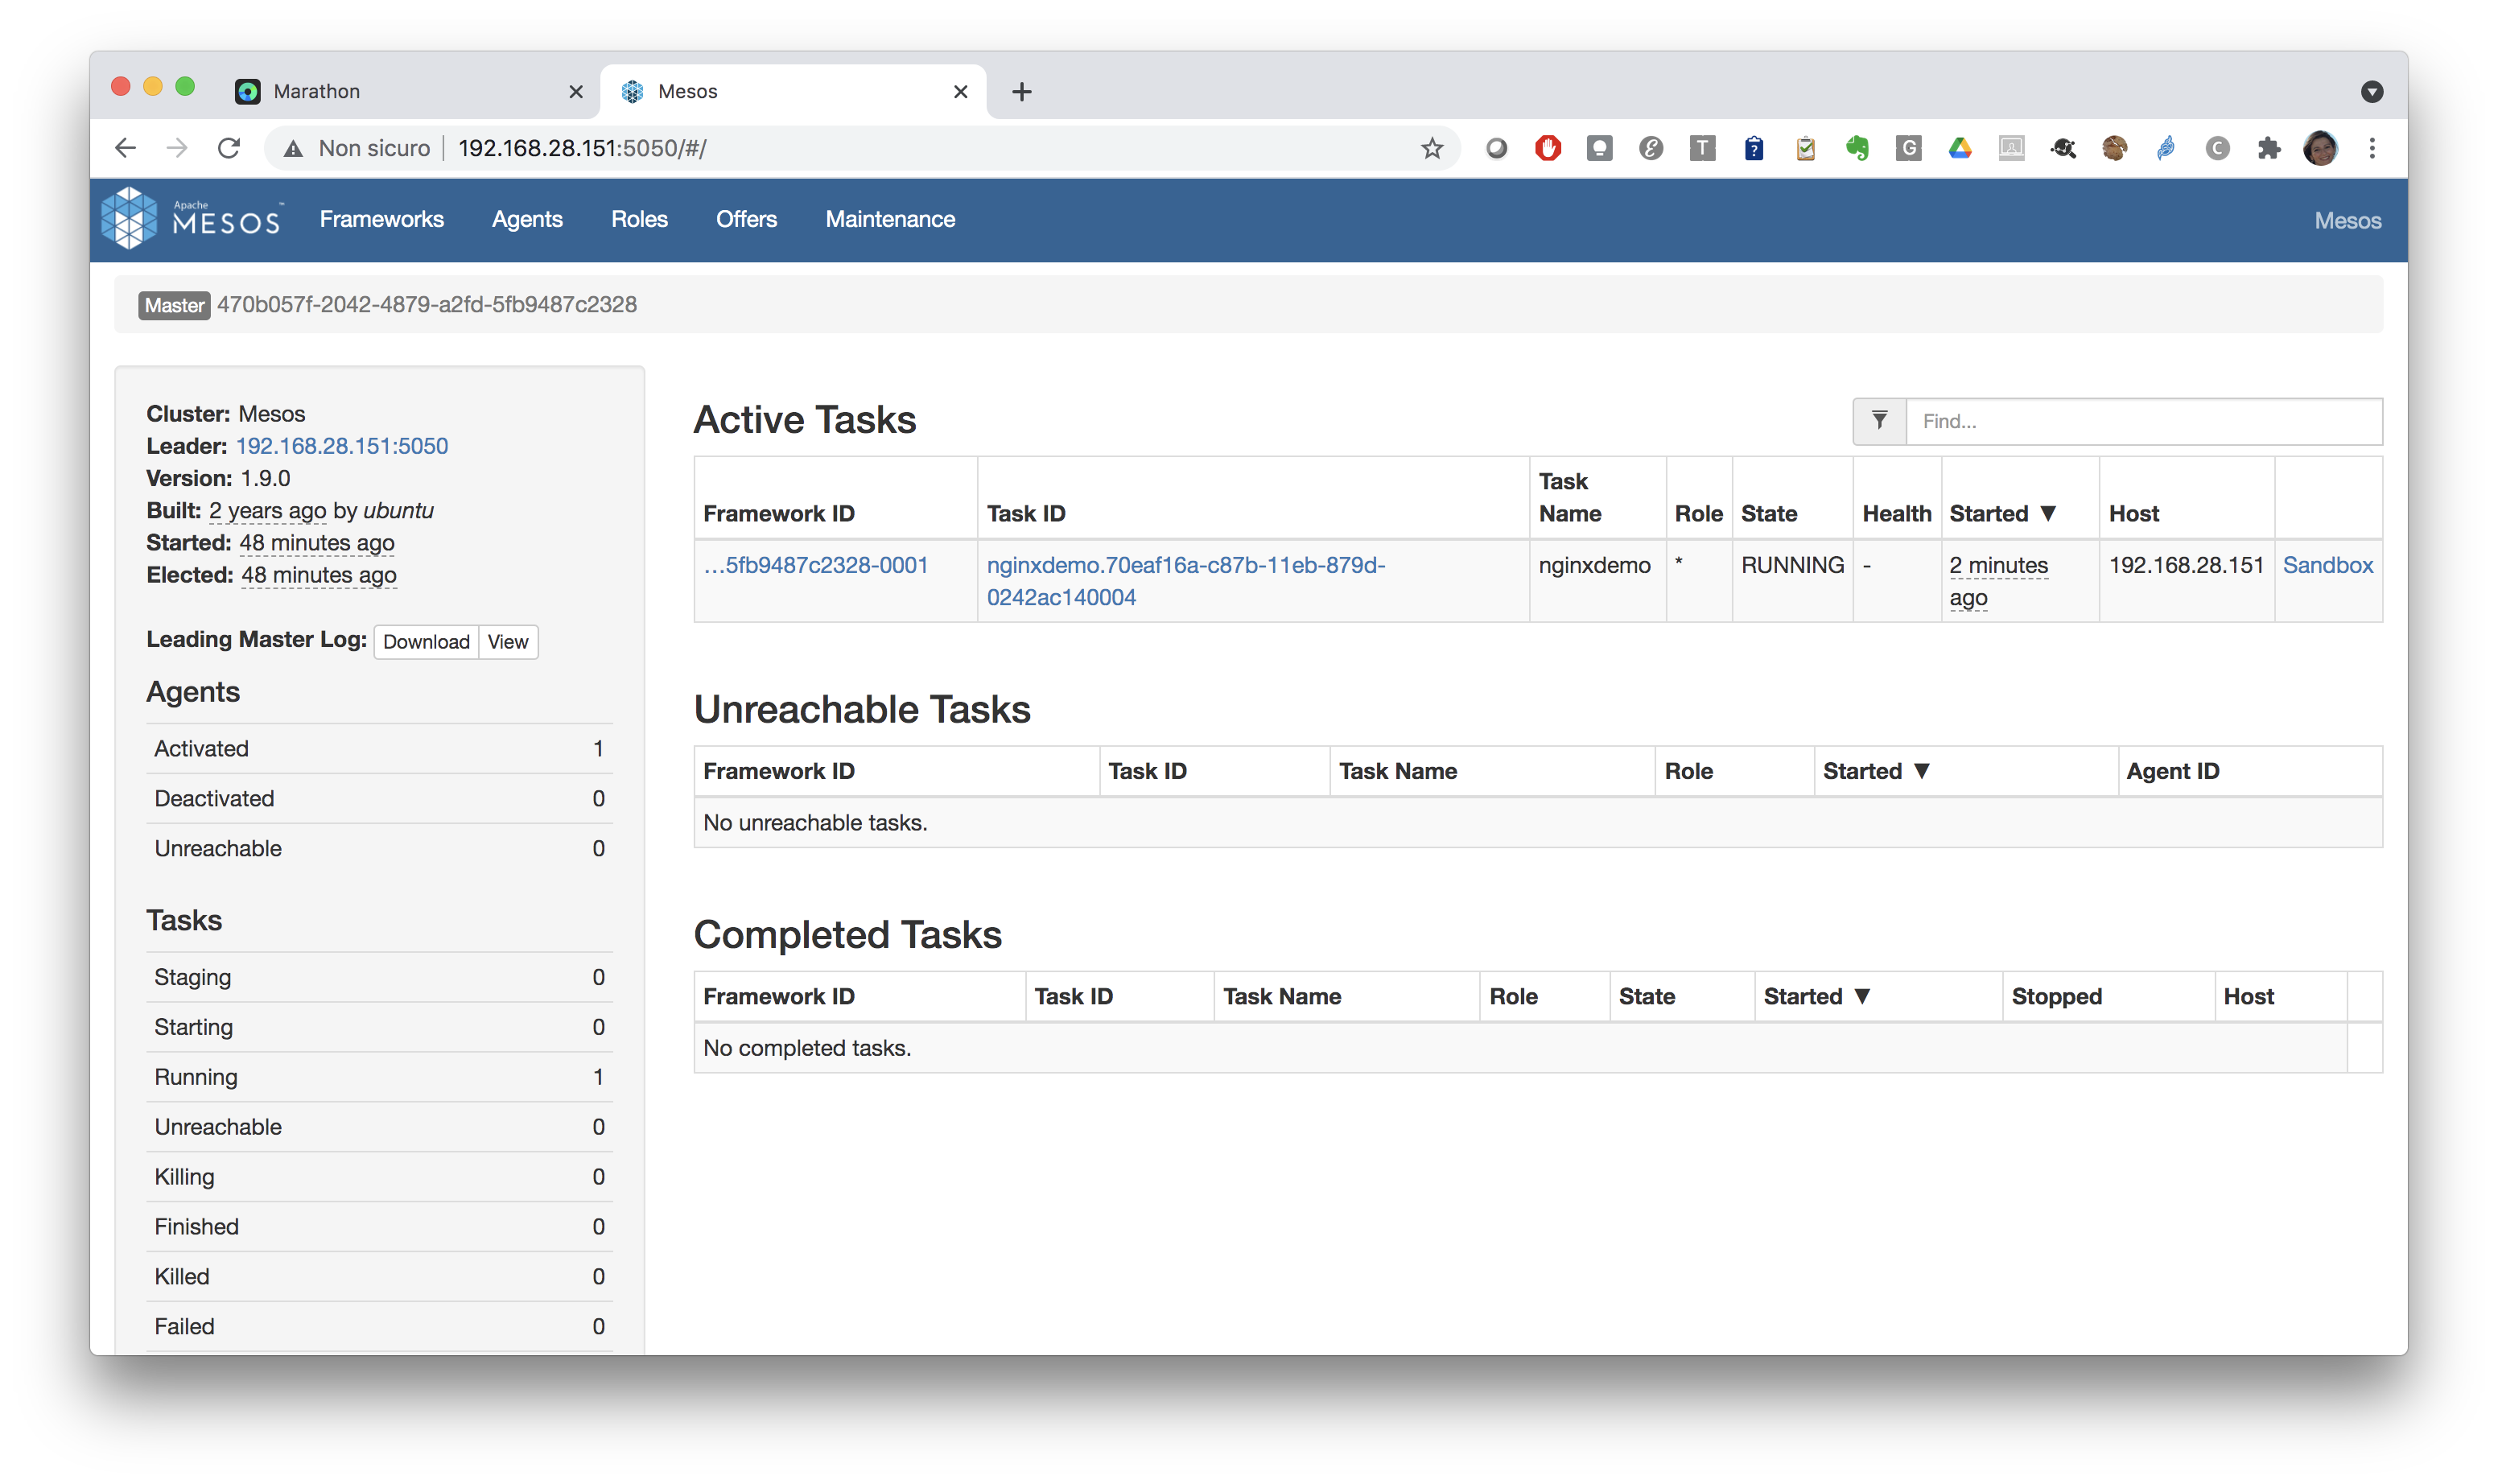 Marathon
Mesos
Non sicuro
192.168.28.151:5050/#/
T
?
G
C
Apache
MESOS™
Frameworks
Agents
Roles
Offers
Maintenance
Mesos
Master 470b057f-2042-4879-a2fd-5fb9487c2328
Cluster: Mesos
Leader: 192.168.28.151:5050
Version: 1.9.0
Built: 2 years ago by ubuntu
Started: 48 minutes ago
Elected: 48 minutes ago
Leading Master Log: Download View
Agents
Activated 1
Deactivated 0
Unreachable 0
Tasks
Staging 0
Starting 0
Running 1
Unreachable 0
Killing 0
Finished 0
Killed 0
Failed 0
Active Tasks
Find...
Framework ID Task ID Task Name Role State Health Started ▼ Host
…5fb9487c2328-0001 nginxdemo.70eaf16a-c87b-11eb-879d-0242ac140004 nginxdemo * RUNNING - 2 minutes ago 192.168.28.151 Sandbox
Unreachable Tasks
Framework ID Task ID Task Name Role Started ▼ Agent ID
No unreachable tasks.
Completed Tasks
Framework ID Task ID Task Name Role State Started ▼ Stopped Host
No completed tasks.